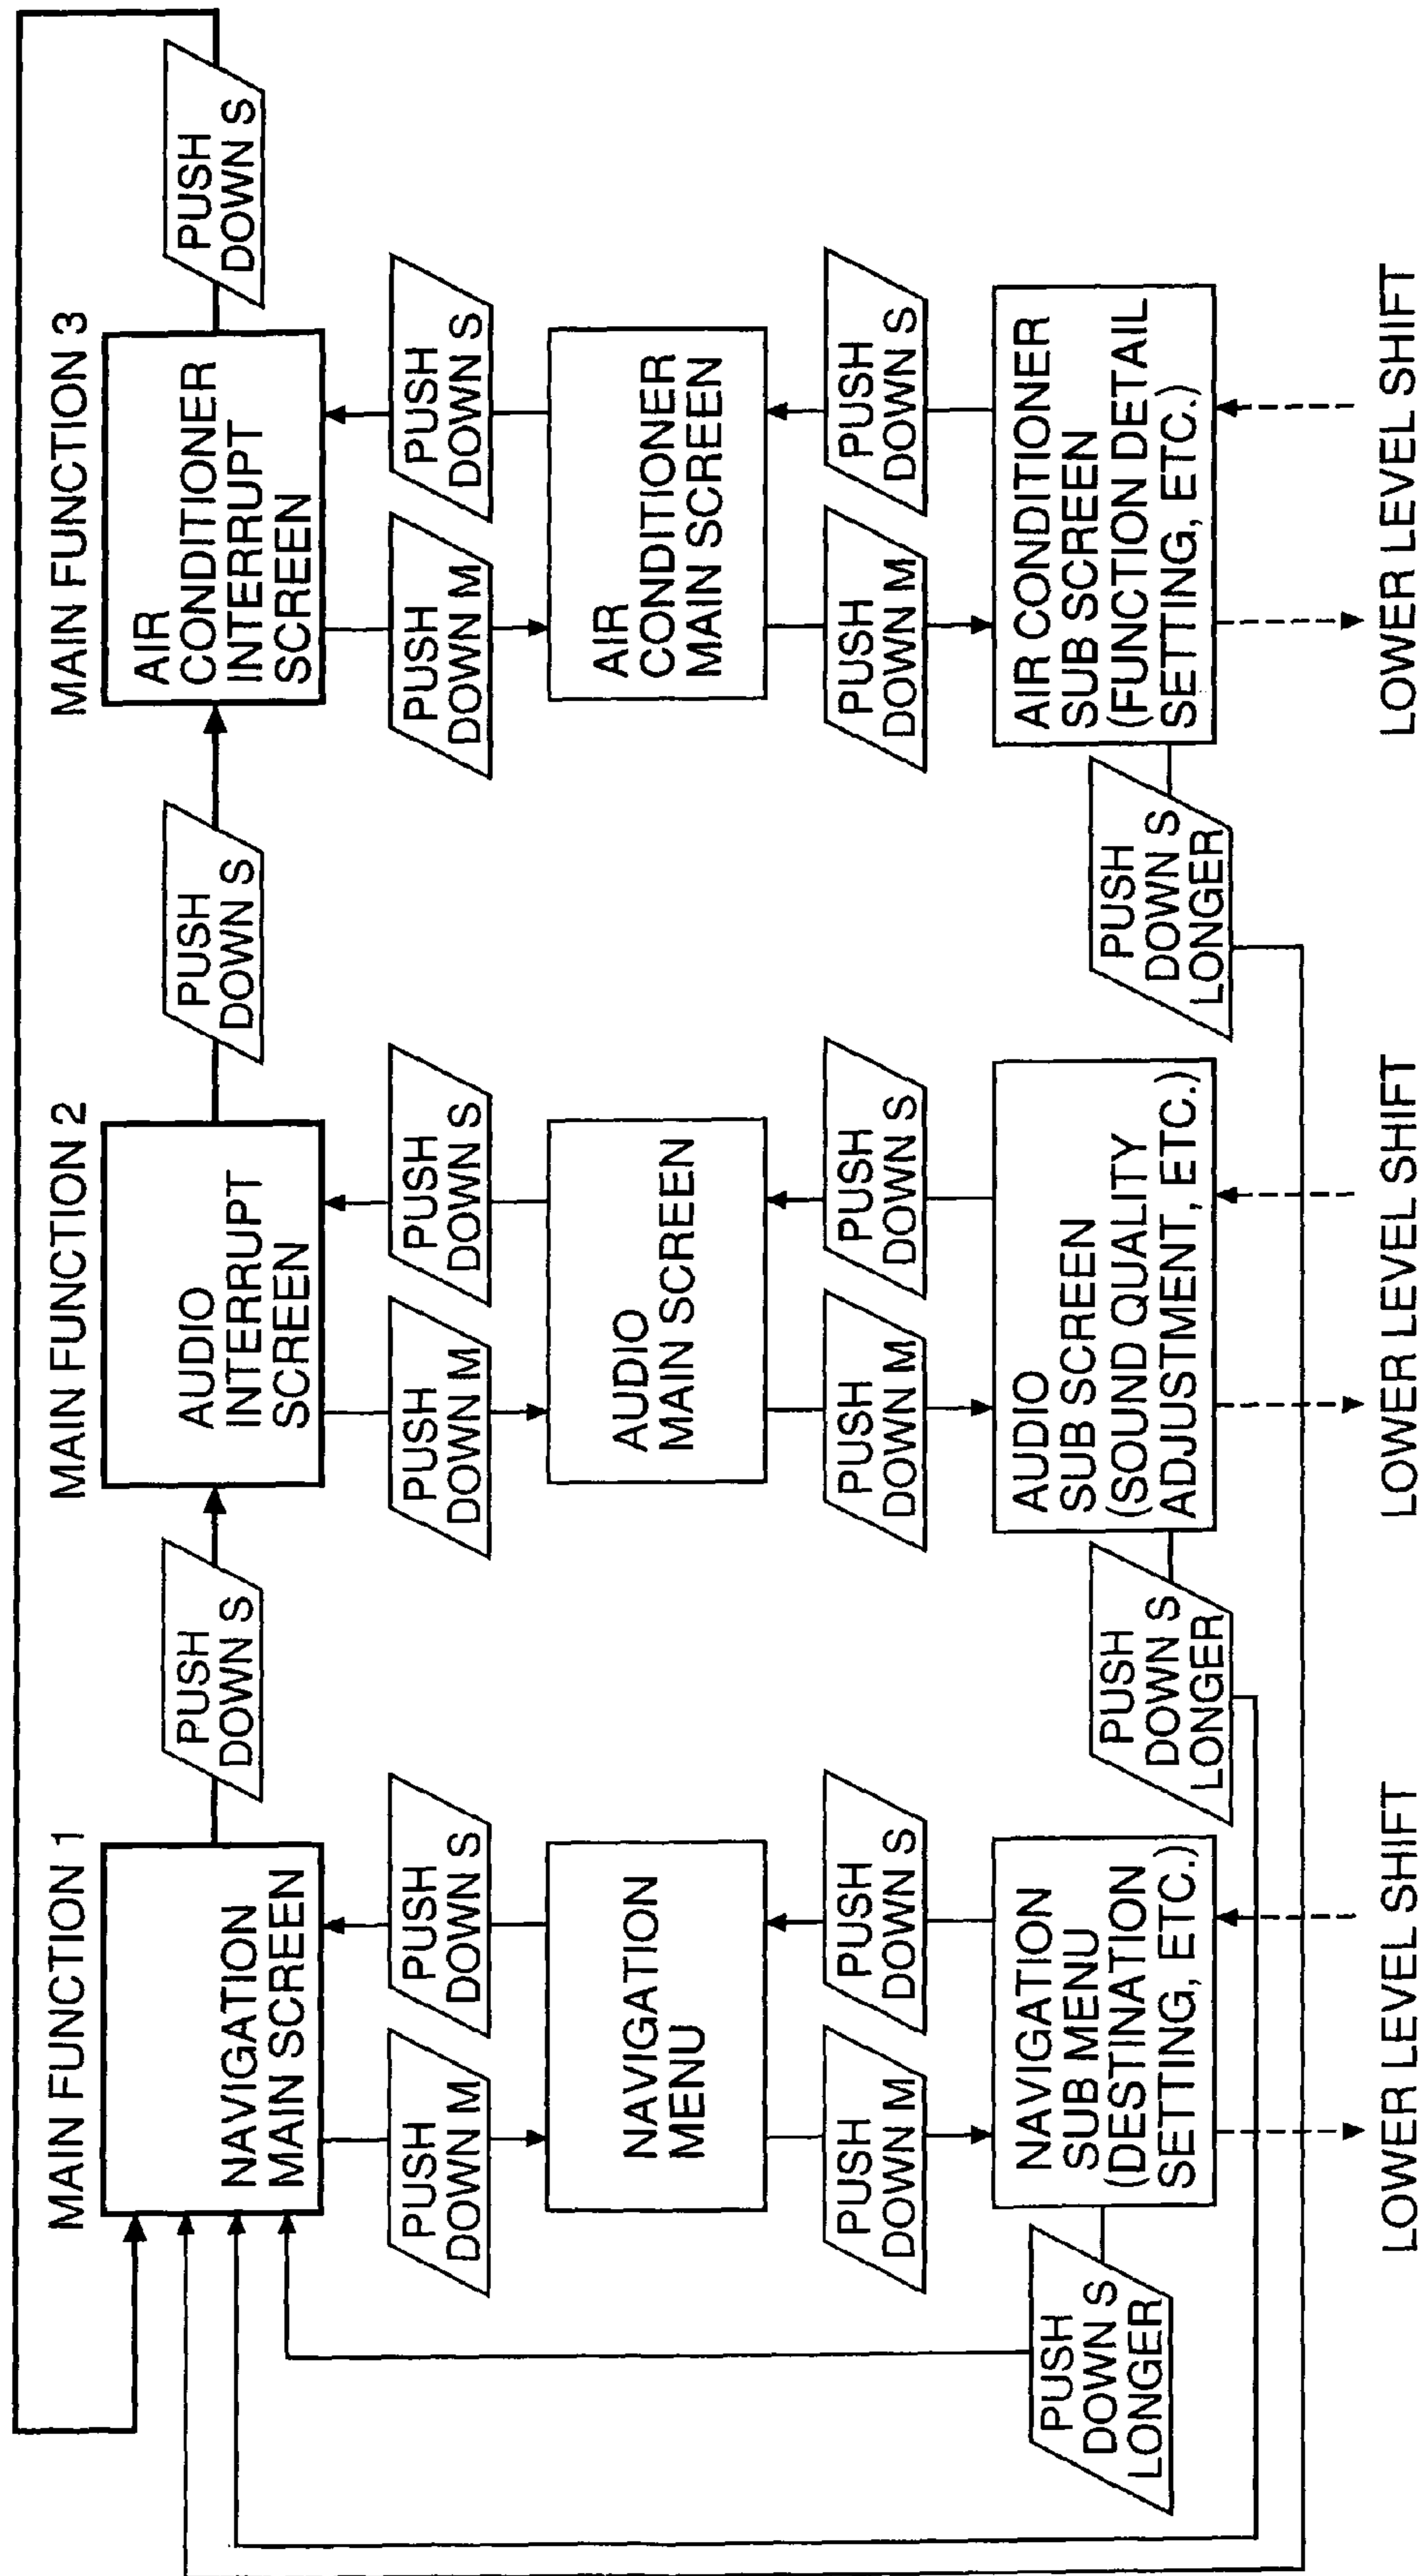 MAIN FUNCTION 1
NAVIGATION
MAIN SCREEN
PUSH
DOWN S
MAIN FUNCTION 2
AUDIO
INTERRUPT
SCREEN
PUSH
DOWN S
MAIN FUNCTION 3
AIR
CONDITIONER
INTERRUPT
SCREEN
PUSH
DOWN S
PUSH
DOWN M
PUSH
DOWN S
PUSH
DOWN M
PUSH
DOWN S
PUSH
DOWN M
PUSH
DOWN S
NAVIGATION
MENU
AUDIO
MAIN SCREEN
AIR
CONDITIONER
MAIN SCREEN
PUSH
DOWN M
PUSH
DOWN S
PUSH
DOWN M
PUSH
DOWN S
PUSH
DOWN M
PUSH
DOWN S
PUSH
DOWN S
LONGER
NAVIGATION
SUB MENU
(DESTINATION
SETTING, ETC.)
PUSH
DOWN S
LONGER
AUDIO
SUB SCREEN
(SOUND QUALITY
ADJUSTMENT, ETC.)
PUSH
DOWN S
LONGER
AIR CONDITIONER
SUB SCREEN
(FUNCTION DETAIL
SETTING, ETC.)
LOWER LEVEL SHIFT
LOWER LEVEL SHIFT
LOWER LEVEL SHIFT